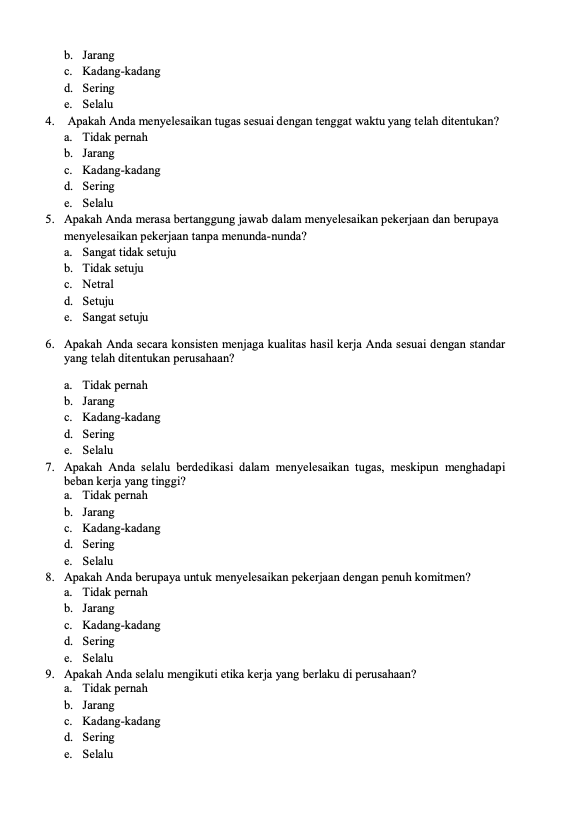 b. Jarang
c. Kadang-kadang
d. Sering
e. Selalu
4. Apakah Anda menyelesaikan tugas sesuai dengan tenggat waktu yang telah ditentukan?
a. Tidak pernah
b. Jarang
c. Kadang-kadang
d. Sering
e. Selalu
5. Apakah Anda merasa bertanggung jawab dalam menyelesaikan pekerjaan dan berupaya
menyelesaikan pekerjaan tanpa menunda-nunda?
a. Sangat tidak setuju
b. Tidak setuju
c. Netral
d. Setuju
e. Sangat setuju
6. Apakah Anda secara konsisten menjaga kualitas hasil kerja Anda sesuai dengan standar
yang telah ditentukan perusahaan?
a. Tidak pernah
b. Jarang
c. Kadang-kadang
d. Sering
e. Selalu
7. Apakah Anda selalu berdedikasi dalam menyelesaikan tugas, meskipun menghadapi
beban kerja yang tinggi?
a. Tidak pernah
b. Jarang
c. Kadang-kadang
d. Sering
e. Selalu
8. Apakah Anda berupaya untuk menyelesaikan pekerjaan dengan penuh komitmen?
a. Tidak pernah
b. Jarang
c. Kadang-kadang
d. Sering
e. Selalu
9. Apakah Anda selalu mengikuti etika kerja yang berlaku di perusahaan?
a. Tidak pernah
b. Jarang
c. Kadang-kadang
d. Sering
e. Selalu